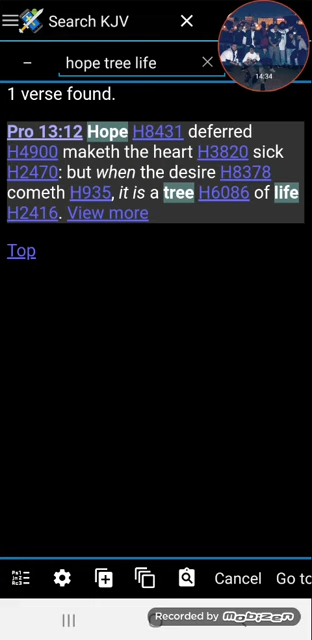 Search KJV
hope tree life
14:34
1 verse found.
Pro 13:12 Hope H8431 deferred
H4900 maketh the heart H3820 sick
H2470: but when the desire H8378
cometh H935, it is a tree H6086 of life
H2416. View more
Top
Cancel
Go to
Recorded by MOBIZEN